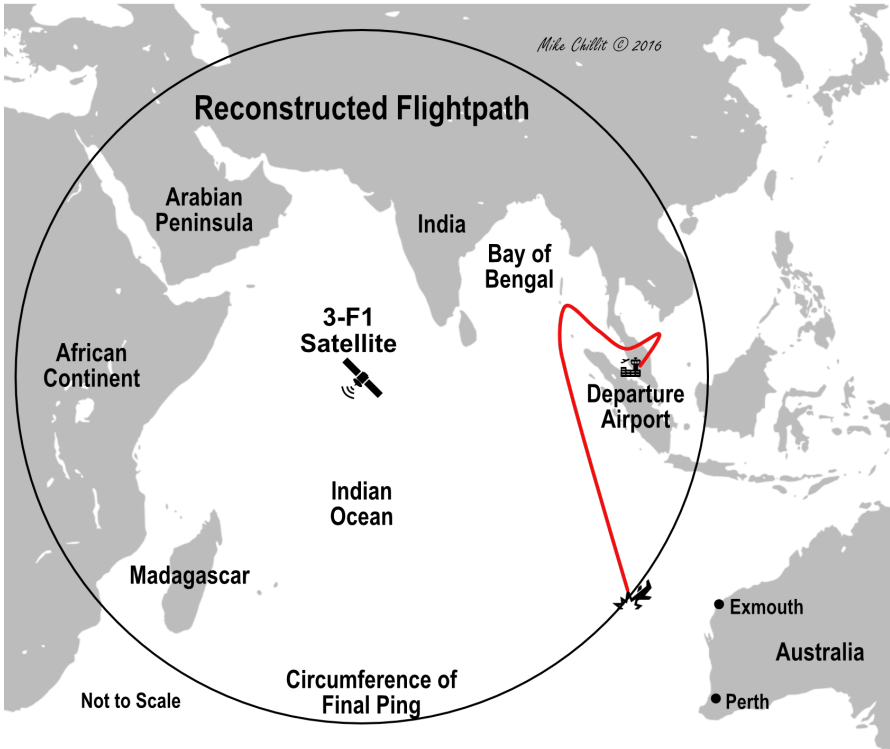 Mike Chillit © 2016
Reconstructed Flightpath
Arabian
Peninsula
India
Bay of
Bengal
3-F1
Satellite
African
Continent
Departure
Airport
Indian
Ocean
Madagascar
Exmouth
Australia
Circumference of
Final Ping
Not to Scale
Perth